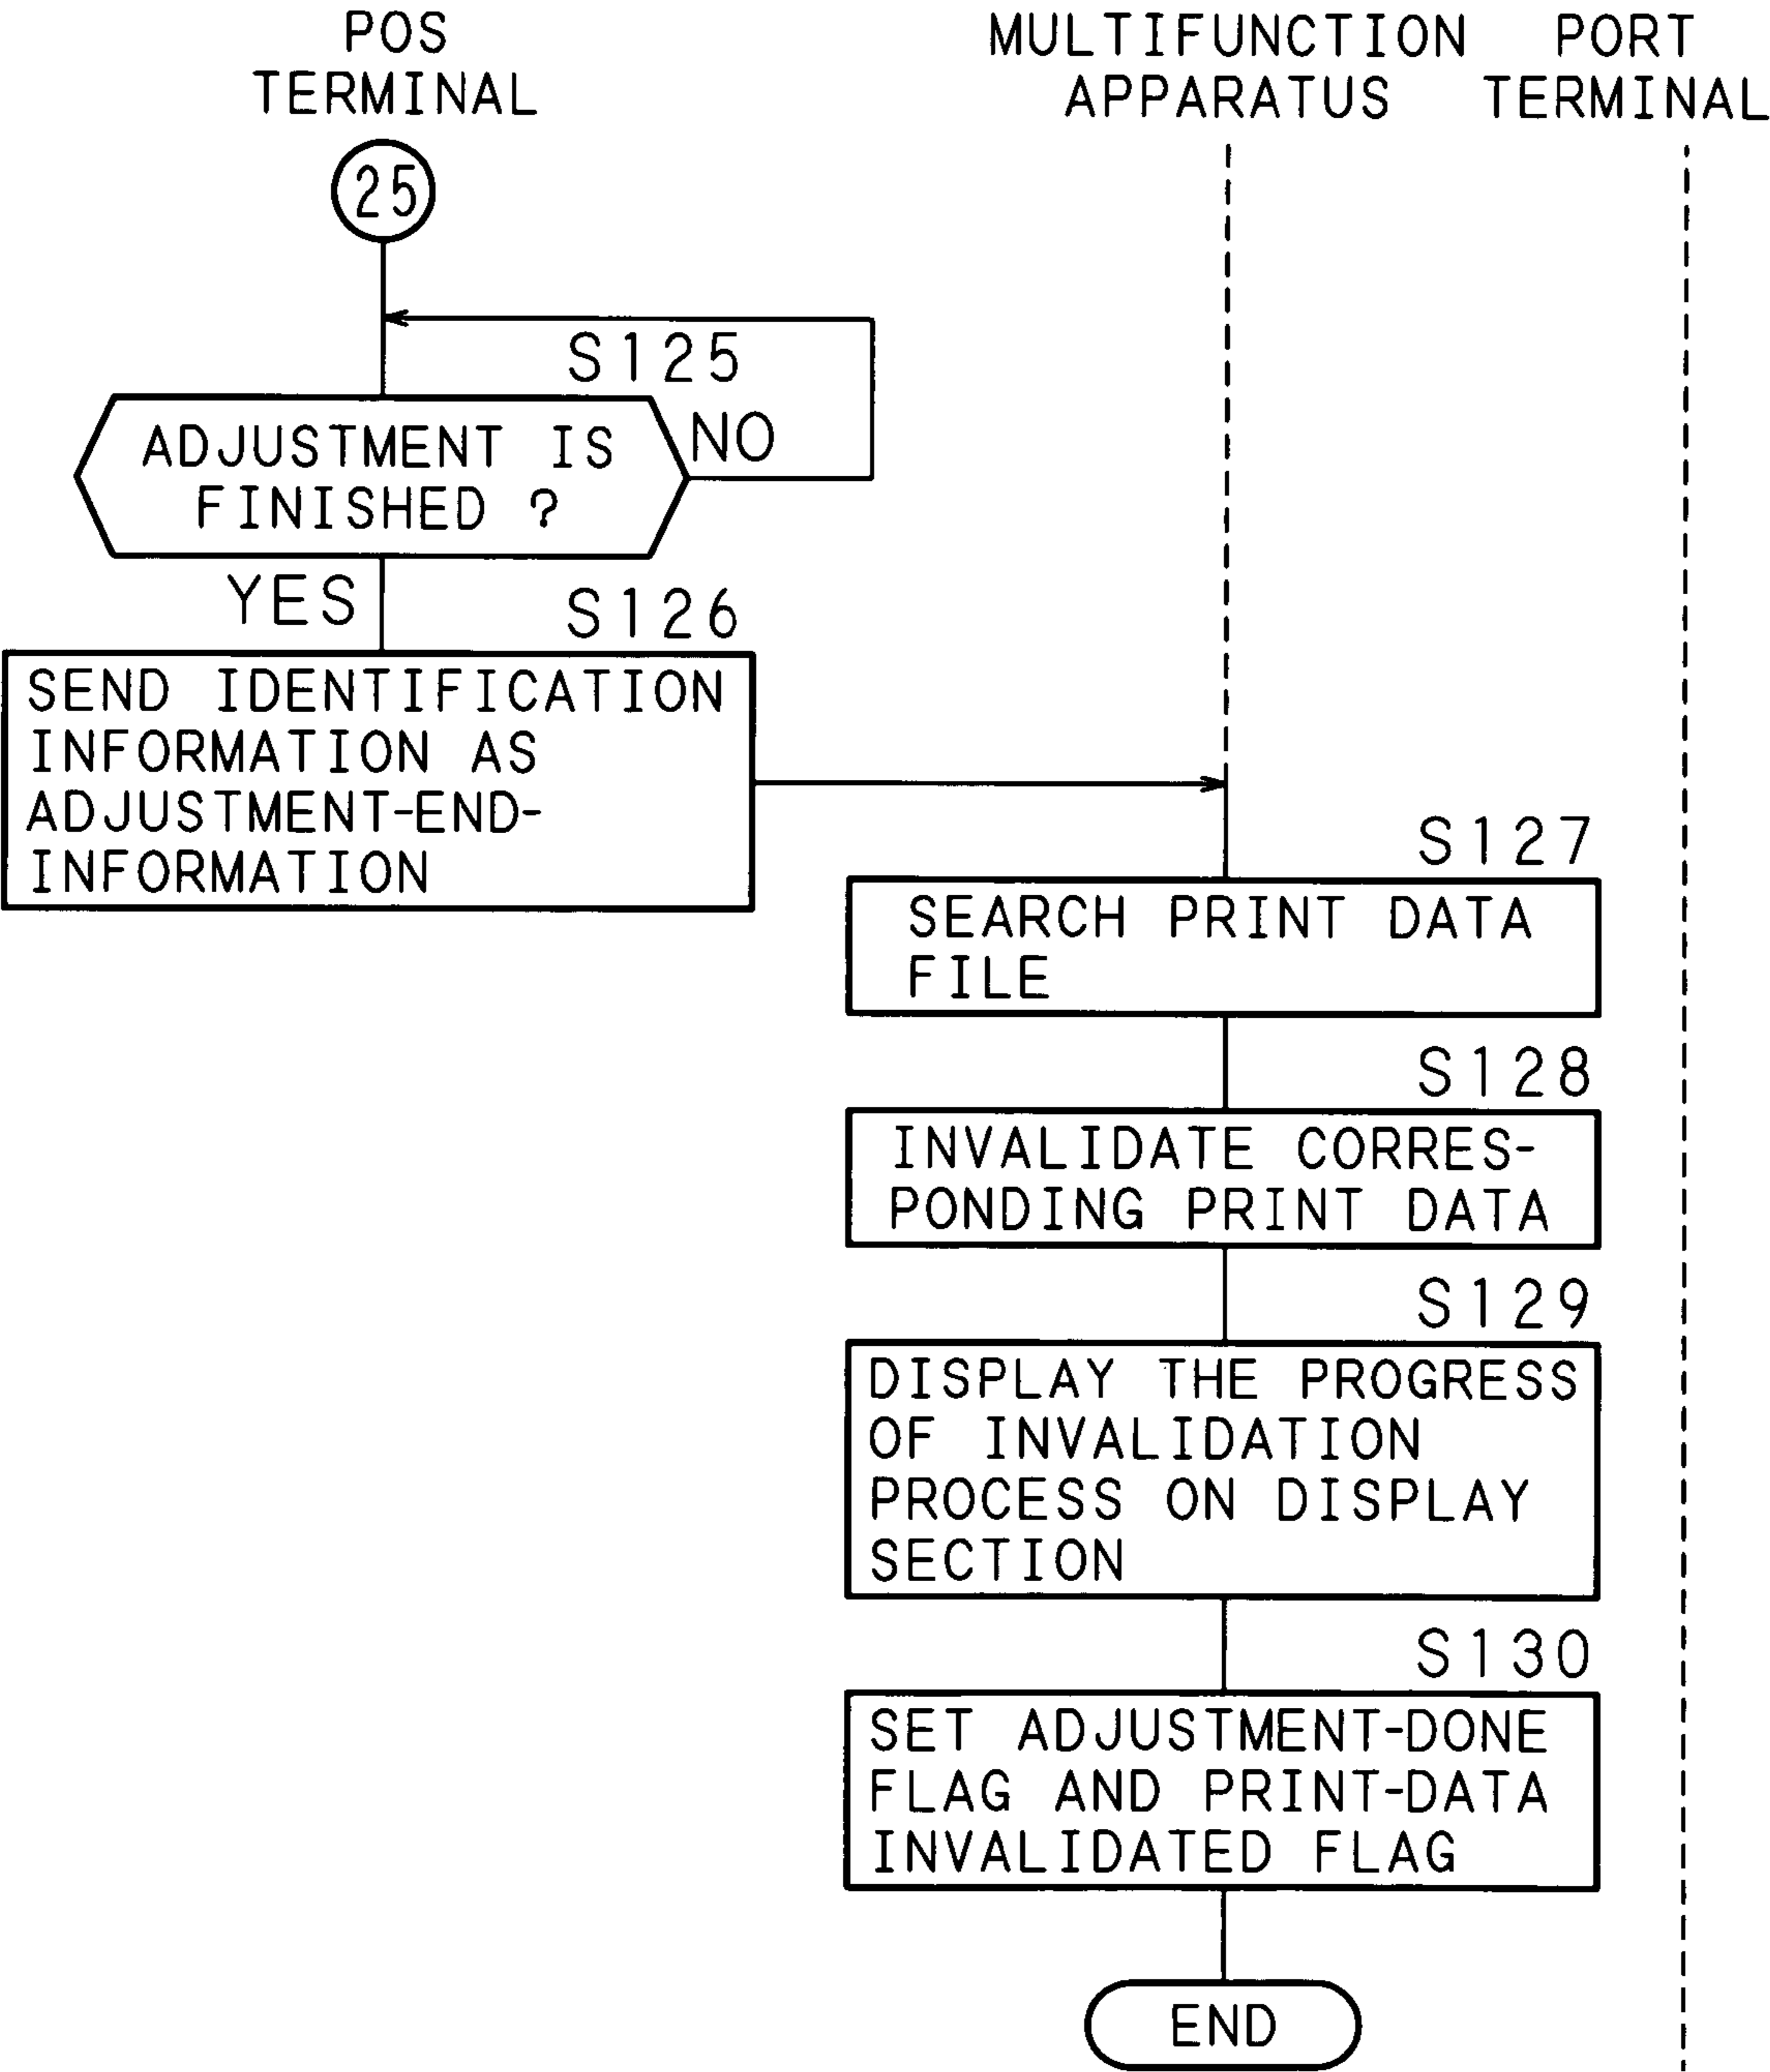 POS
TERMINAL
MULTIFUNCTION
APPARATUS
PORT
TERMINAL
25
S125
ADJUSTMENT IS
FINISHED ?
NO
YES
S126
SEND IDENTIFICATION
INFORMATION AS
ADJUSTMENT-END-
INFORMATION
S127
SEARCH PRINT DATA
FILE
S128
INVALIDATE CORRES-
PONDING PRINT DATA
S129
DISPLAY THE PROGRESS
OF INVALIDATION
PROCESS ON DISPLAY
SECTION
S130
SET ADJUSTMENT-DONE
FLAG AND PRINT-DATA
INVALIDATED FLAG
END